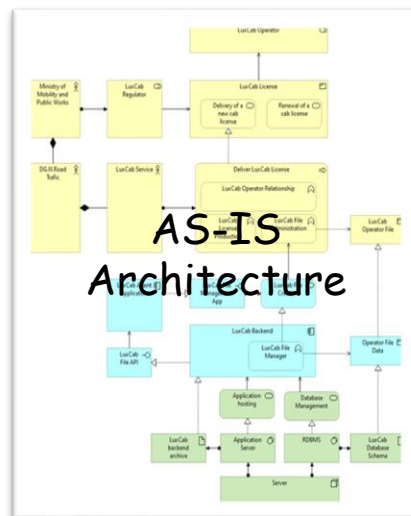 LuxCab Operator
Ministry of
Mobility and
Public Works
LuxCab
Regulator
LuxCab License
Delivery of a
new cab
license
Renewal of a
cab license
DG.III.Road
Trafic
LuxCab Service
Deliver LuxCab License
LuxCab Operator Relationship
LuxCab File
LuxCab
Operator File
AS-IS
Architecture
App
LuxCab Backend
LuxCab File
Manager
LuxCab
File API
Operator File
Data
Application
hosting
Database
Management
LuxCab
backend
archive
Application
Server
RDBMS
LuxCab
Database
Schema
Server